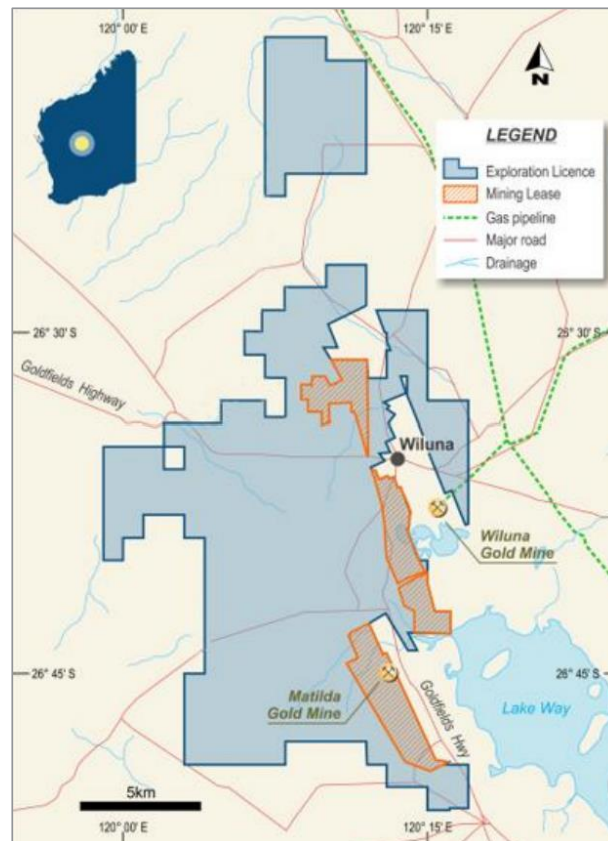 120° 00' E
120° 15' E
N
LEGEND
Exploration Licence
Mining Lease
Gas pipeline
Major road
Drainage
26° 30' S
26° 30' S
Goldfields Highway
Wiluna
Wiluna
Gold Mine
26° 45' S
26° 45' S
Matilda
Gold Mine
Goldfields Hwy
Lake Way
5km
120° 00' E
120° 15' E